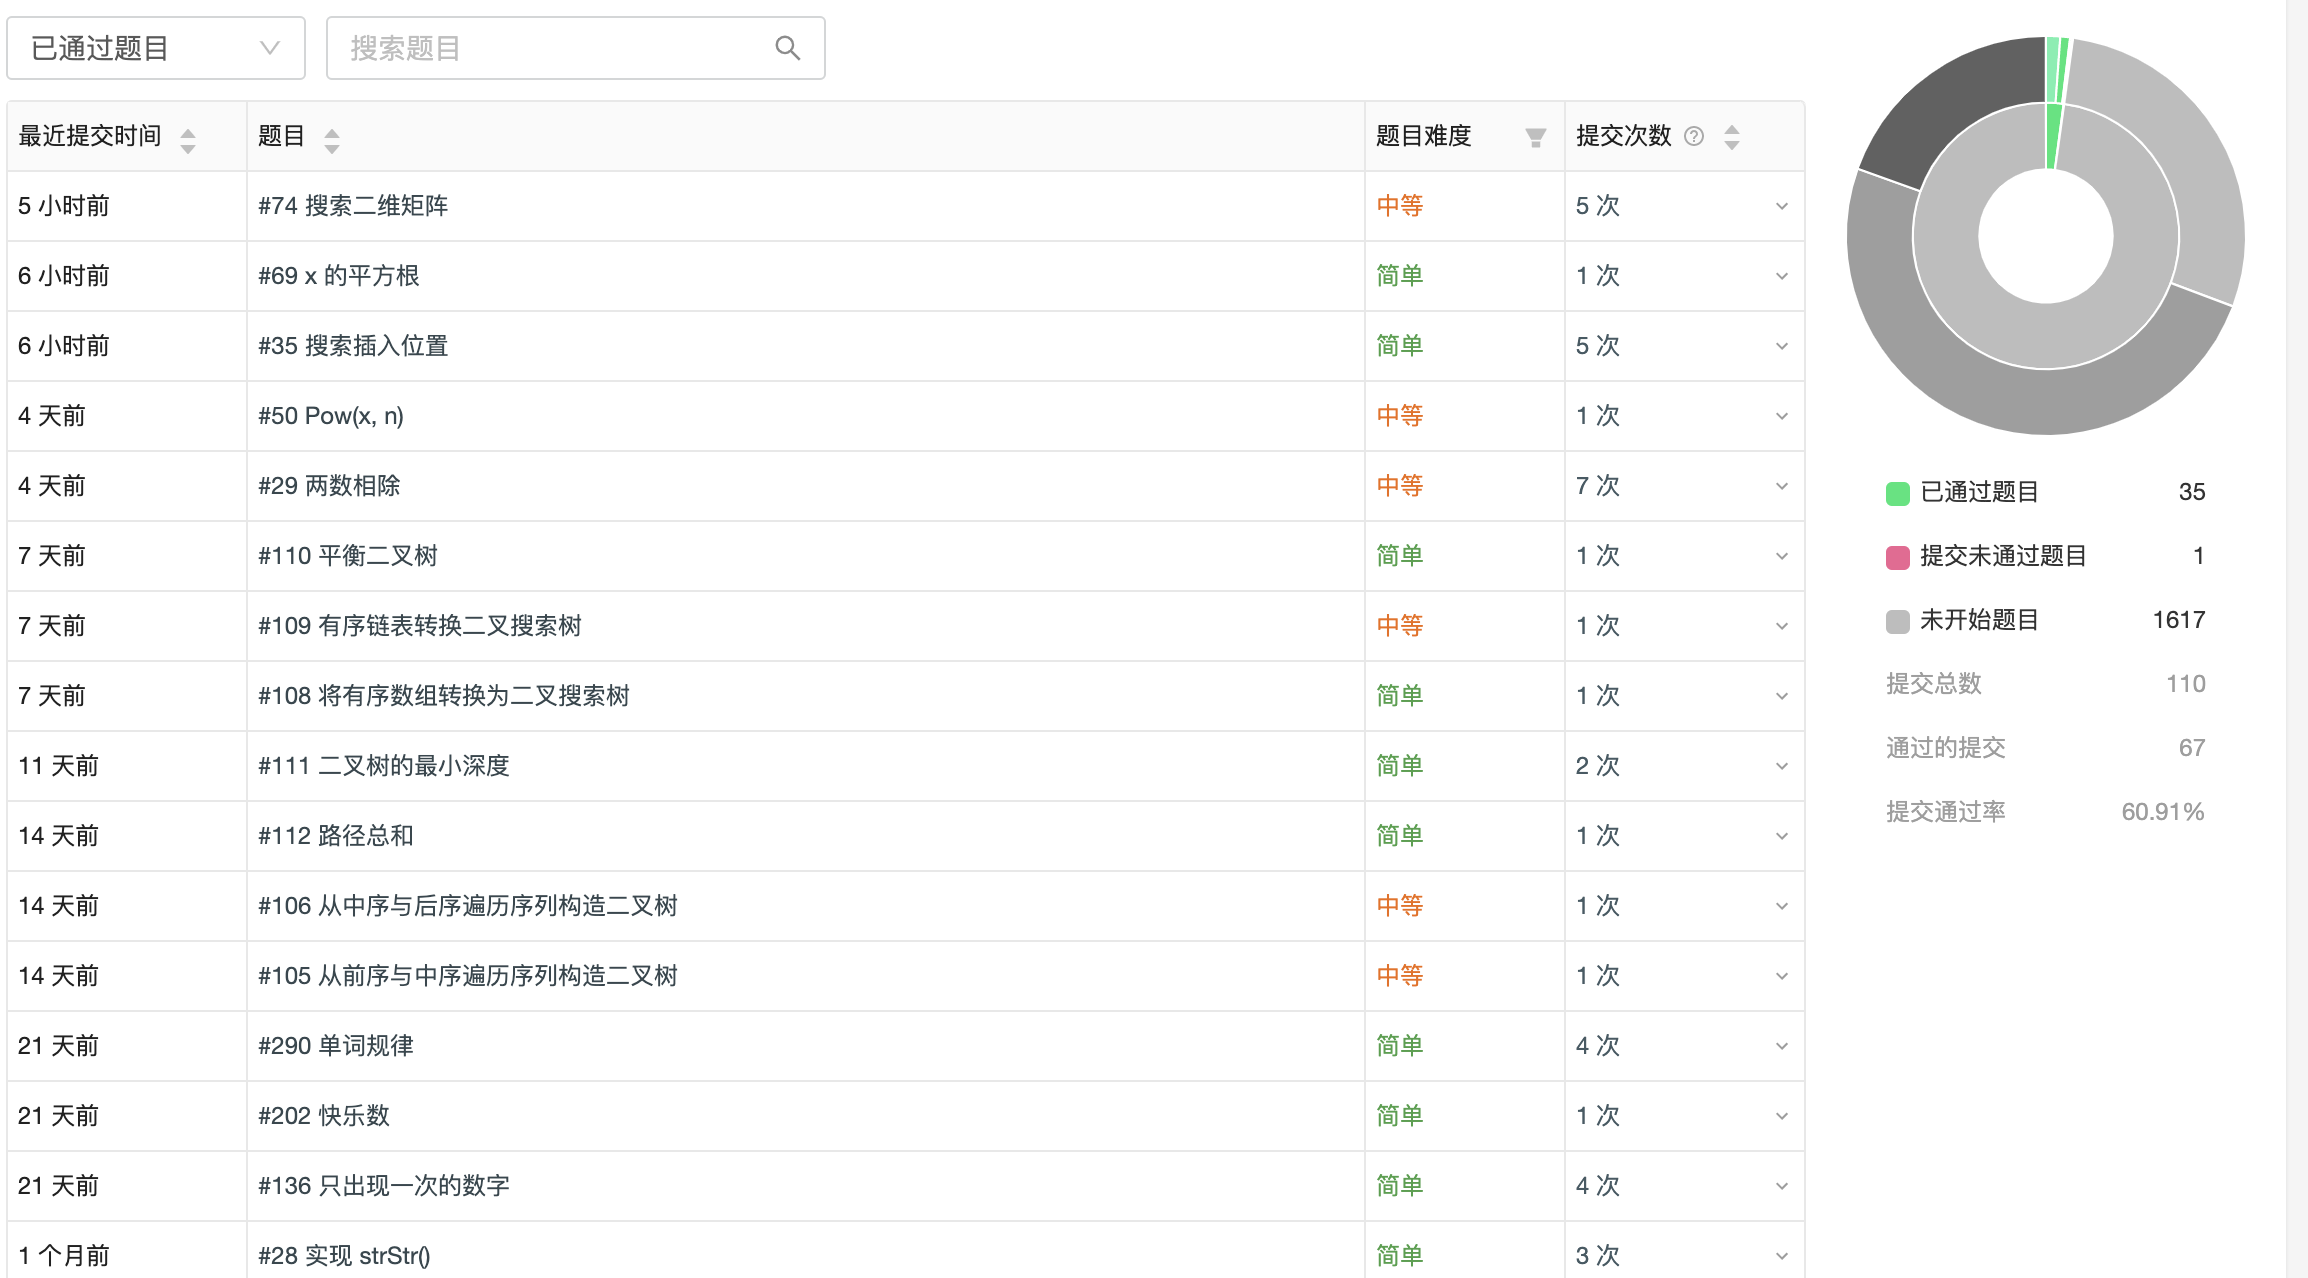 已通过题目
搜索题目
最近提交时间 题目 题目难度 提交次数 ?
5 小时前 #74 搜索二维矩阵 中等 5 次
6 小时前 #69 x 的平方根 简单 1 次
6 小时前 #35 搜索插入位置 简单 5 次
4 天前 #50 Pow(x, n) 中等 1 次
4 天前 #29 两数相除 中等 7 次
7 天前 #110 平衡二叉树 简单 1 次
7 天前 #109 有序链表转换二叉搜索树 中等 1 次
7 天前 #108 将有序数组转换为二叉搜索树 简单 1 次
11 天前 #111 二叉树的最小深度 简单 2 次
14 天前 #112 路径总和 简单 1 次
14 天前 #106 从中序与后序遍历序列构造二叉树 中等 1 次
14 天前 #105 从前序与中序遍历序列构造二叉树 中等 1 次
21 天前 #290 单词规律 简单 4 次
21 天前 #202 快乐数 简单 1 次
21 天前 #136 只出现一次的数字 简单 4 次
1 个月前 #28 实现 strStr() 简单 3 次
已通过题目 35
提交未通过题目 1
未开始题目 1617
提交总数 110
通过的提交 67
提交通过率 60.91%